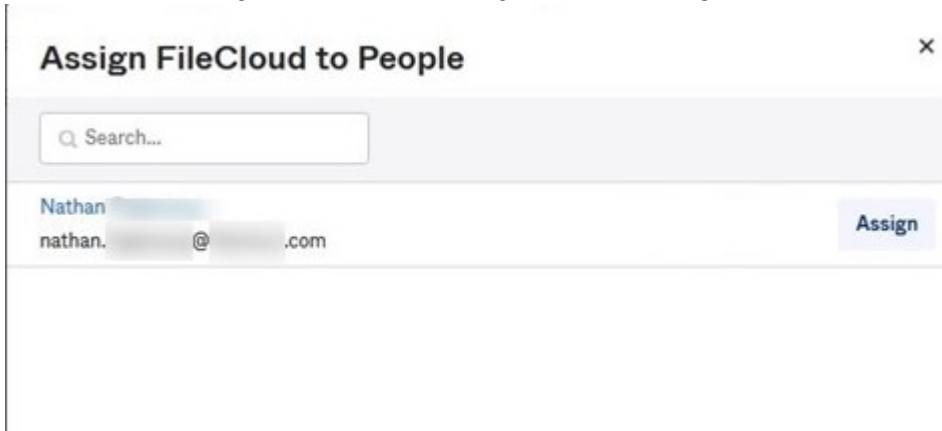 Assign FileCloud to People
×
Search...
Nathan
nathan. @ .com
Assign